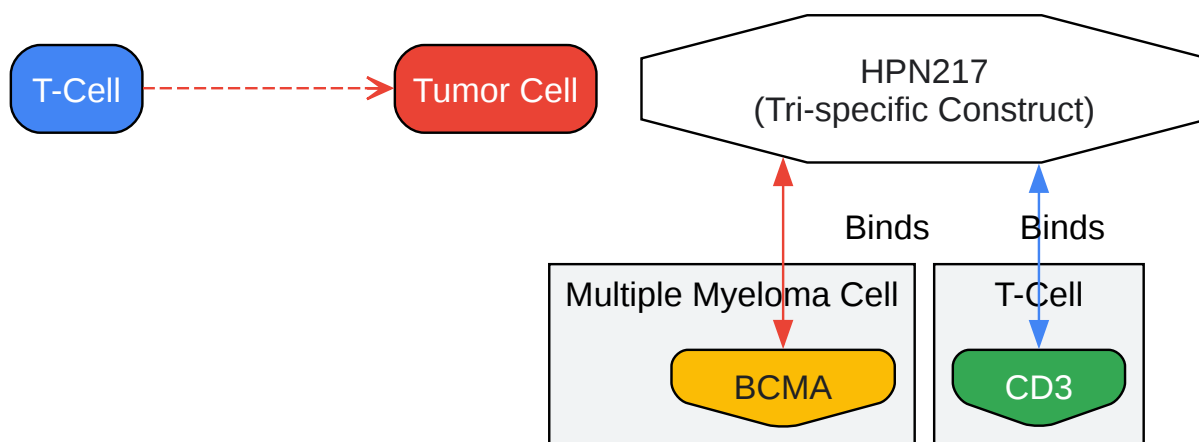 T-Cell
Tumor Cell
HPN217
(Tri-specific Construct)
Binds
Binds
Multiple Myeloma Cell
T-Cell
BCMA
CD3